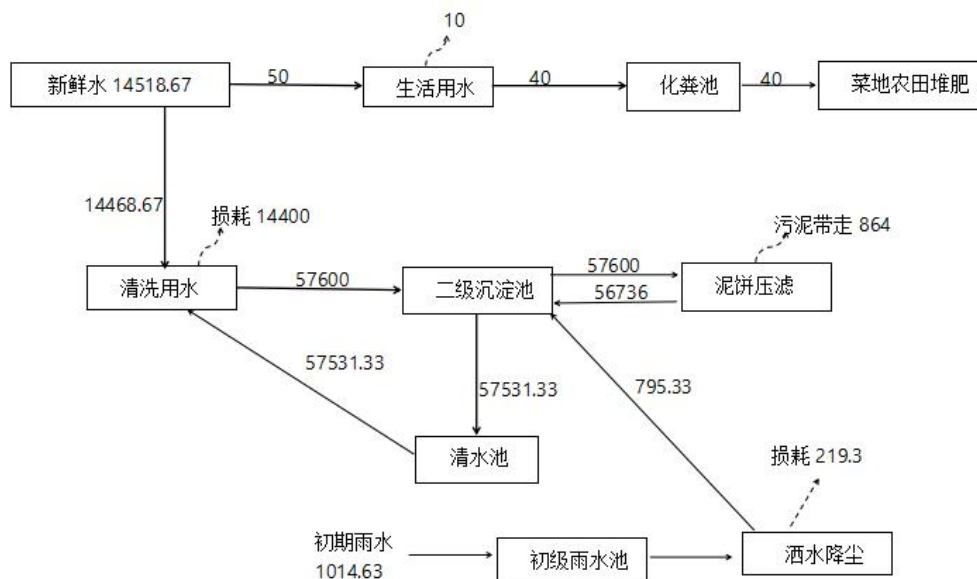 10
新鲜水 14518.67
50
生活用水
40
化粪池
40
菜地农田堆肥
14468.67
损耗 14400
污泥带走 864
清洗用水
57600
二级沉淀池
57600
56736
泥饼压滤
57531.33
57531.33
795.33
清水池
损耗 219.3
初期雨水
1014.63
初级雨水池
洒水降尘